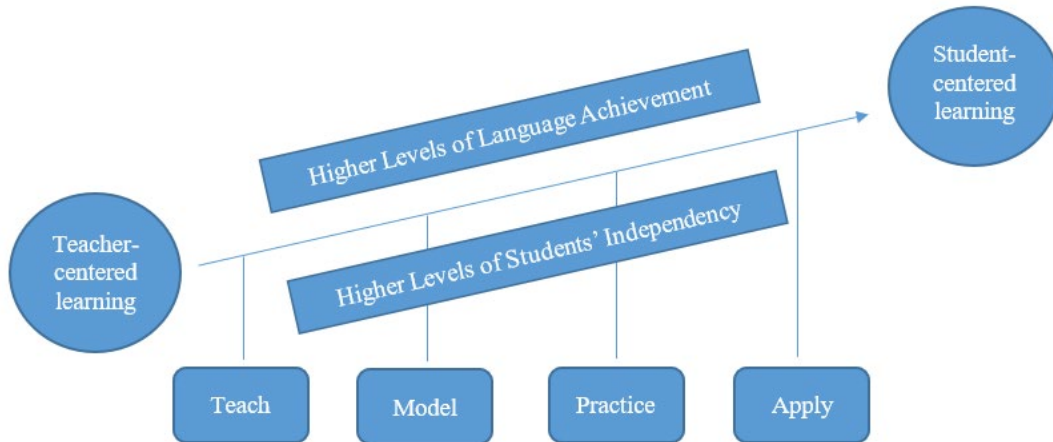 Student-
centered
learning
Higher Levels of Language Achievement
Teacher-
centered
learning
Higher Levels of Students’ Independency
Teach
Model
Practice
Apply